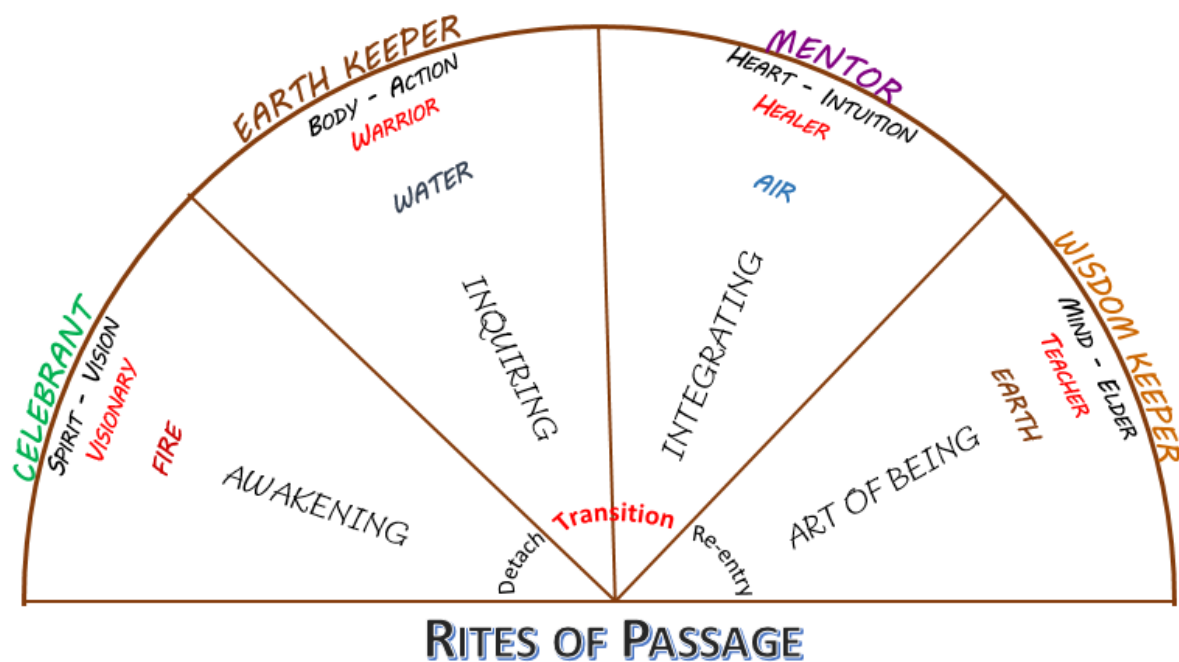 CELEBRANT
SPIRIT - VISION
VISIONARY
FIRE
AWAKENING
Detach
EARTH KEEPER
BODY - ACTION
WARRIOR
WATER
INQUIRING
Transition
MENTOR
HEART - INTUITION
HEALER
AIR
INTEGRATING
WISDOM KEEPER
MIND - ELDER
TEACHER
EARTH
ART OF BEING
Re-entry
RITES OF PASSAGE